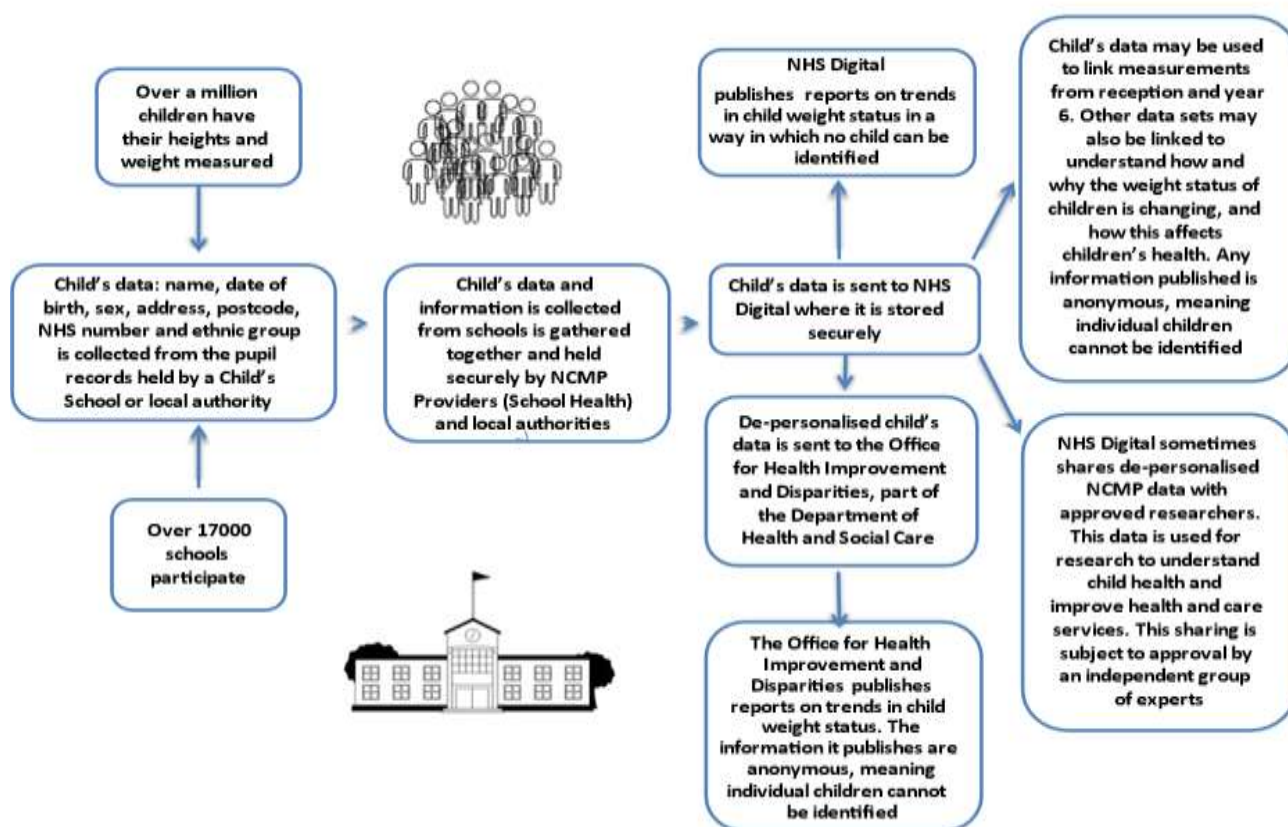 Over a million
children have
their heights and
weight measured
Child's data: name, date of
birth, sex, address, postcode,
NHS number and ethnic group
is collected from the pupil
records held by a Child's
School or local authority
Over 17000
schools
participate
Child's data and
information is collected
from schools is gathered
together and held
securely by NCMP
Providers (School Health)
and local authorities
NHS Digital
publishes reports on trends
in child weight status in a
way in which no child can be
identified
Child's data is sent to NHS
Digital where it is stored
securely
De-personalised child's
data is sent to the Office
for Health Improvement
and Disparities, part of
the Department of
Health and Social Care
The Office for Health
Improvement and
Disparities publishes
reports on trends in child
weight status. The
information it publishes are
anonymous, meaning
individual children cannot
be identified
Child's data may be used
to link measurements
from reception and year
6. Other data sets may
also be linked to
understand how and
why the weight status of
children is changing, and
how this affects
children's health. Any
information published is
anonymous, meaning
individual children
cannot be identified
NHS Digital sometimes
shares de-personalised
NCMP data with
approved researchers.
This data is used for
research to understand
child health and
improve health and care
services. This sharing is
subject to approval by
an independent group
of experts